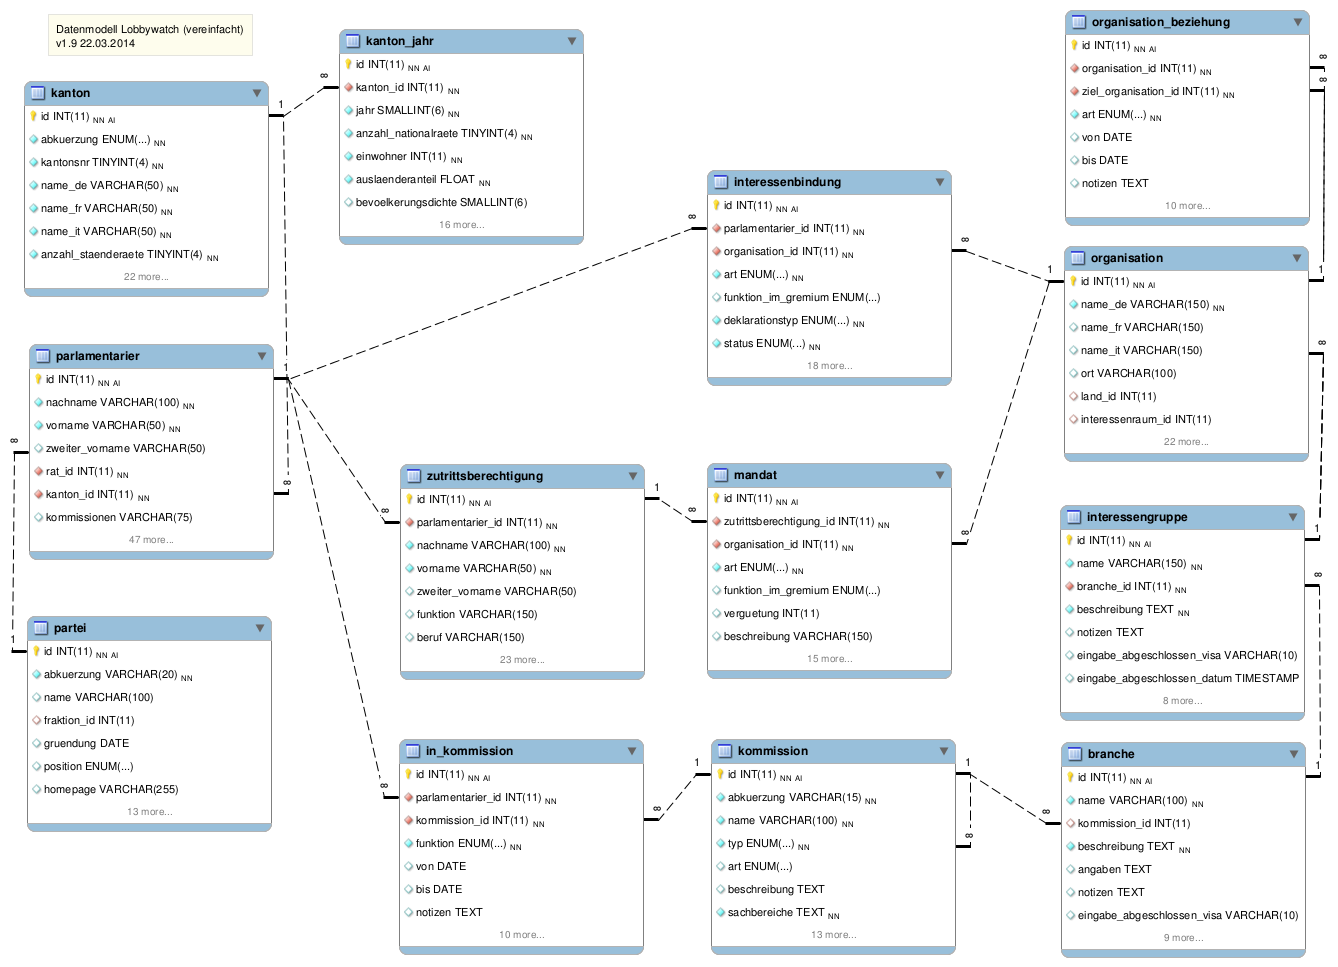 Datenmodell Lobbywatch (vereinfacht)
v1.9 22.03.2014
kanton
id INT(11) NN AI
abkuerzung ENUM(...) NN
kantonsnr TINYINT(4) NN
name_de VARCHAR(50) NN
name_fr VARCHAR(50) NN
name_it VARCHAR(50) NN
anzahl_staenderaete TINYINT(4) NN
22 more...
1
∞
kanton_jahr
id INT(11) NN AI
kanton_id INT(11) NN
jahr SMALLINT(6) NN
anzahl_nationalraete TINYINT(4) NN
einwohner INT(11) NN
auslaenderanteil FLOAT NN
bevoelkerungsdichte SMALLINT(6)
16 more...
parlamentarier
id INT(11) NN AI
nachname VARCHAR(100) NN
vorname VARCHAR(50) NN
zweiter_vorname VARCHAR(50)
rat_id INT(11) NN
kanton_id INT(11) NN
kommissionen VARCHAR(75)
47 more...
∞
∞
1
partei
id INT(11) NN AI
abkuerzung VARCHAR(20) NN
name VARCHAR(100)
fraktion_id INT(11)
gruendung DATE
position ENUM(...)
homepage VARCHAR(255)
13 more...
∞
interessenbindung
id INT(11) NN AI
parlamentarier_id INT(11) NN
organisation_id INT(11) NN
art ENUM(...) NN
funktion_im_gremium ENUM(...)
deklarationstyp ENUM(...) NN
status ENUM(...) NN
18 more...
∞
1
∞
zutrittsberechtigung
id INT(11) NN AI
parlamentarier_id INT(11) NN
nachname VARCHAR(100) NN
vorname VARCHAR(50) NN
zweiter_vorname VARCHAR(50)
funktion VARCHAR(150)
beruf VARCHAR(150)
23 more...
1
∞
mandat
id INT(11) NN AI
zutrittsberechtigung_id INT(11) NN
organisation_id INT(11) NN
art ENUM(...) NN
funktion_im_gremium ENUM(...)
verguetung INT(11)
beschreibung VARCHAR(150)
15 more...
∞
∞
in_kommission
id INT(11) NN AI
parlamentarier_id INT(11) NN
kommission_id INT(11) NN
funktion ENUM(...) NN
von DATE
bis DATE
notizen TEXT
10 more...
∞
1
kommission
id INT(11) NN AI
abkuerzung VARCHAR(15) NN
name VARCHAR(100) NN
typ ENUM(...) NN
art ENUM(...)
beschreibung TEXT
sachbereiche TEXT NN
13 more...
1
∞
∞
organisation_beziehung
id INT(11) NN AI
organisation_id INT(11) NN
ziel_organisation_id INT(11) NN
art ENUM(...) NN
von DATE
bis DATE
notizen TEXT
10 more...
∞
∞
1
organisation
id INT(11) NN AI
name_de VARCHAR(150) NN
name_fr VARCHAR(150)
name_it VARCHAR(150)
ort VARCHAR(100)
land_id INT(11)
interessenraum_id INT(11)
22 more...
∞
1
interessengruppe
id INT(11) NN AI
name VARCHAR(150) NN
branche_id INT(11) NN
beschreibung TEXT NN
notizen TEXT
eingabe_abgeschlossen_visa VARCHAR(10)
eingabe_abgeschlossen_datum TIMESTAMP
8 more...
∞
1
branche
id INT(11) NN AI
name VARCHAR(100) NN
kommission_id INT(11)
beschreibung TEXT NN
angaben TEXT
notizen TEXT
eingabe_abgeschlossen_visa VARCHAR(10)
9 more...